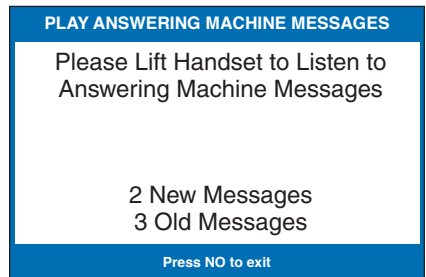 PLAY ANSWERING MACHINE MESSAGES
Please Lift Handset to Listen to
Answering Machine Messages
2 New Messages
3 Old Messages
Press NO to exit